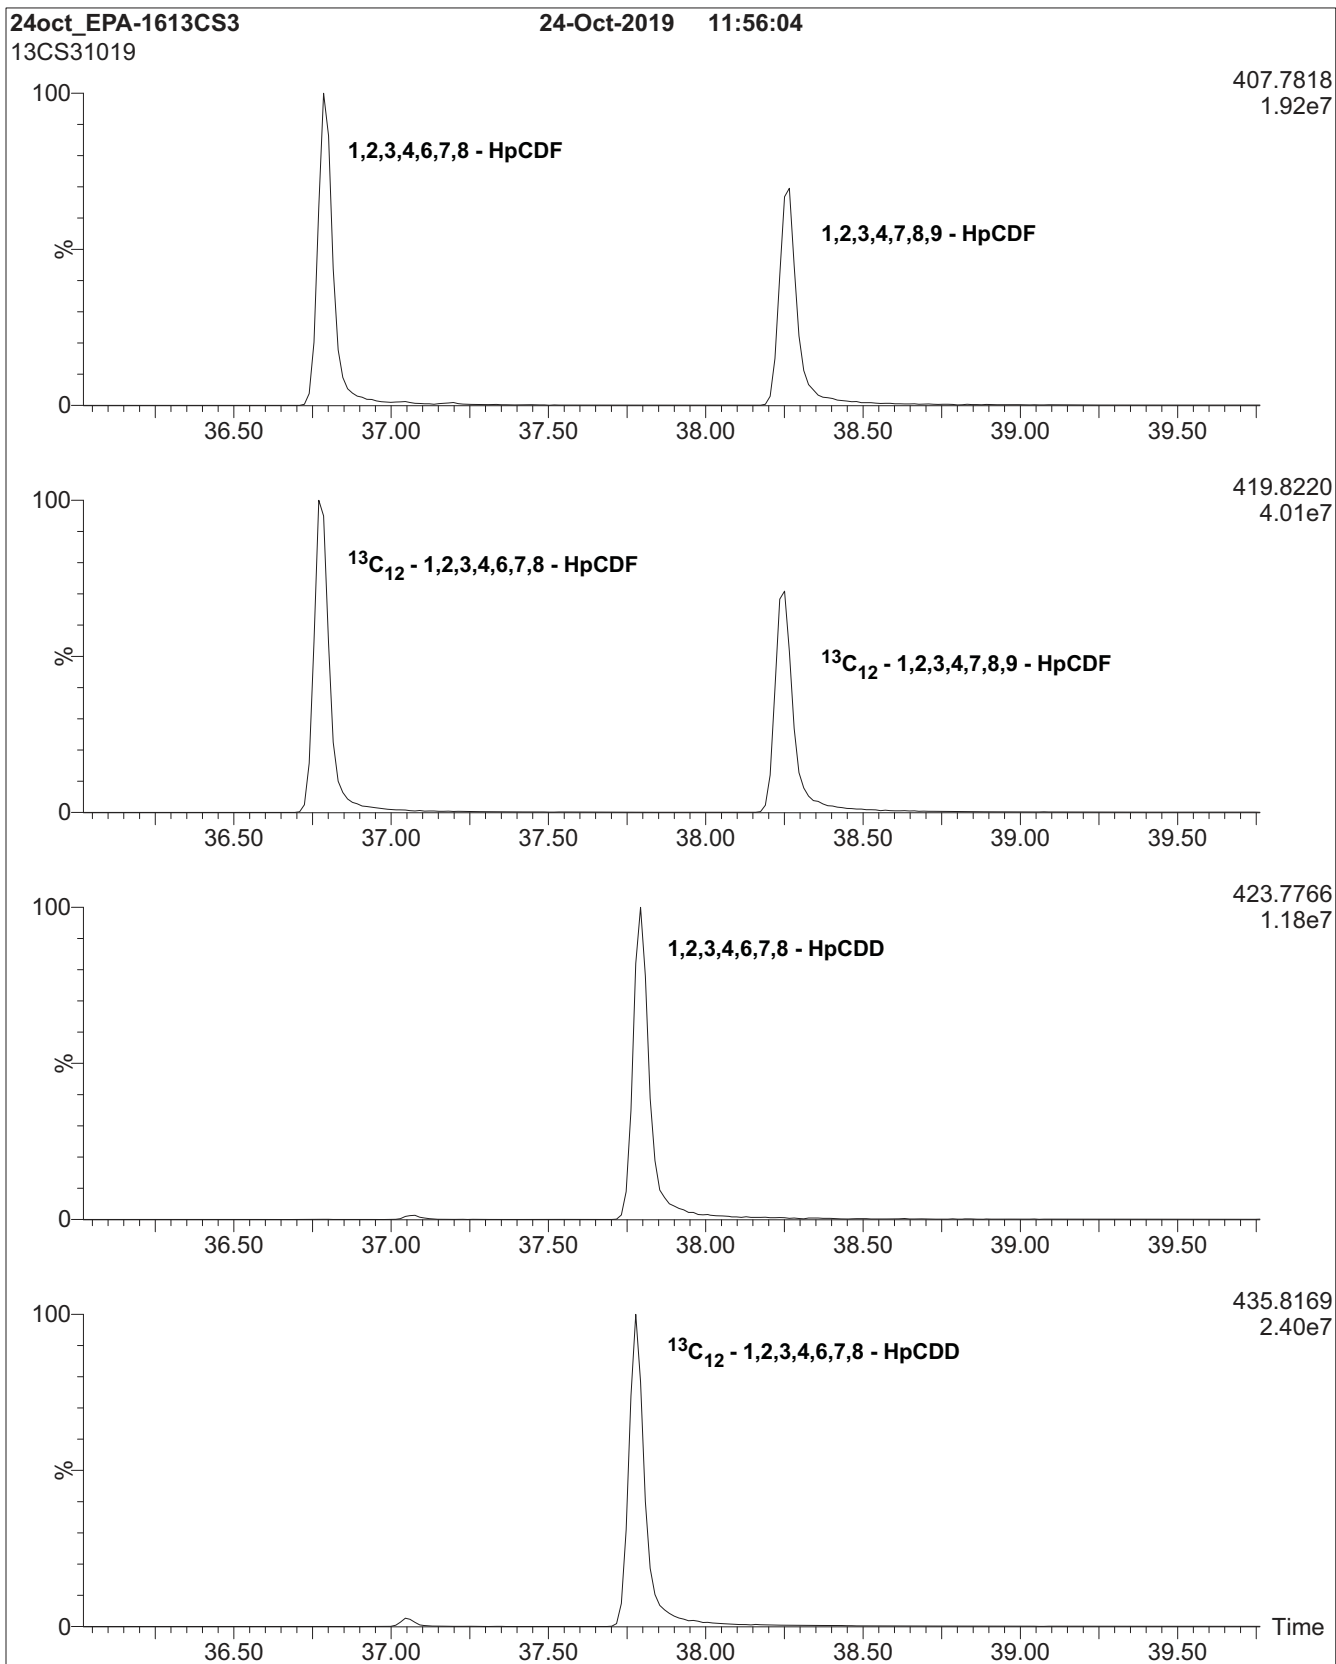 24oct_EPA-1613CS3 24-Oct-2019 11:56:04
13CS31019
407.7818
1.92e7
100
1,2,3,4,6,7,8 - HpCDF
1,2,3,4,7,8,9 - HpCDF
%
0
36.50 37.00 37.50 38.00 38.50 39.00 39.50
419.8220
4.01e7
100
13C12 - 1,2,3,4,6,7,8 - HpCDF
13C12 - 1,2,3,4,7,8,9 - HpCDF
%
0
36.50 37.00 37.50 38.00 38.50 39.00 39.50
423.7766
1.18e7
100
1,2,3,4,6,7,8 - HpCDD
%
0
36.50 37.00 37.50 38.00 38.50 39.00 39.50
435.8169
2.40e7
100
13C12 - 1,2,3,4,6,7,8 - HpCDD
%
0 Time
36.50 37.00 37.50 38.00 38.50 39.00 39.50